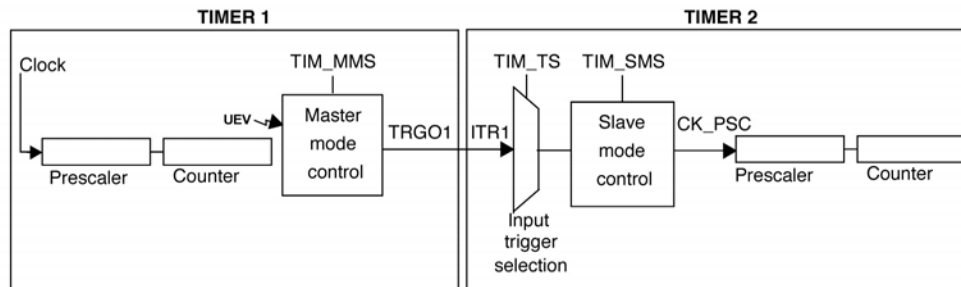 TIMER 1
TIMER 2
Clock
TIM_MMS
TIM_TS
TIM_SMS
UEV
Master
mode
control
TRGO1
ITR1
Slave
mode
control
CK_PSC
Prescaler
Counter
Prescaler
Counter
Input
trigger
selection